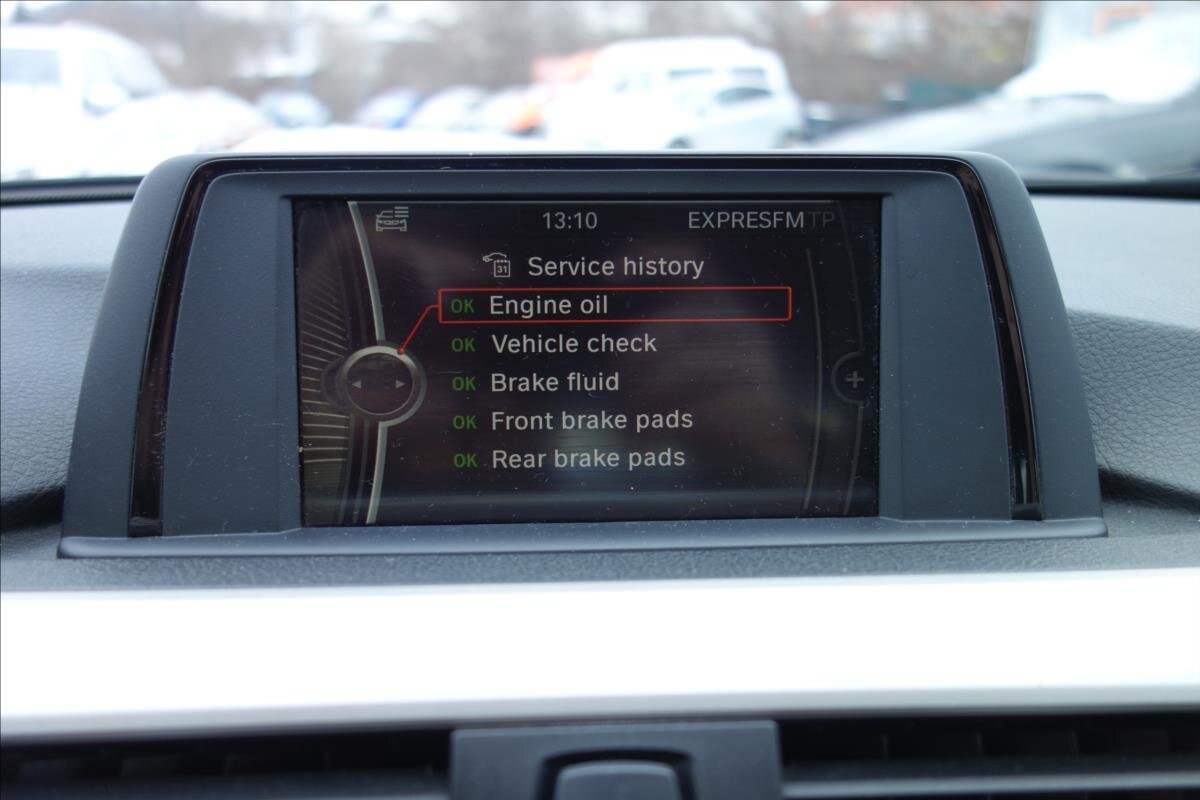 13:10 EXPRESFM TP
31 Service history
OK Engine oil
OK Vehicle check
OK Brake fluid
OK Front brake pads
OK Rear brake pads